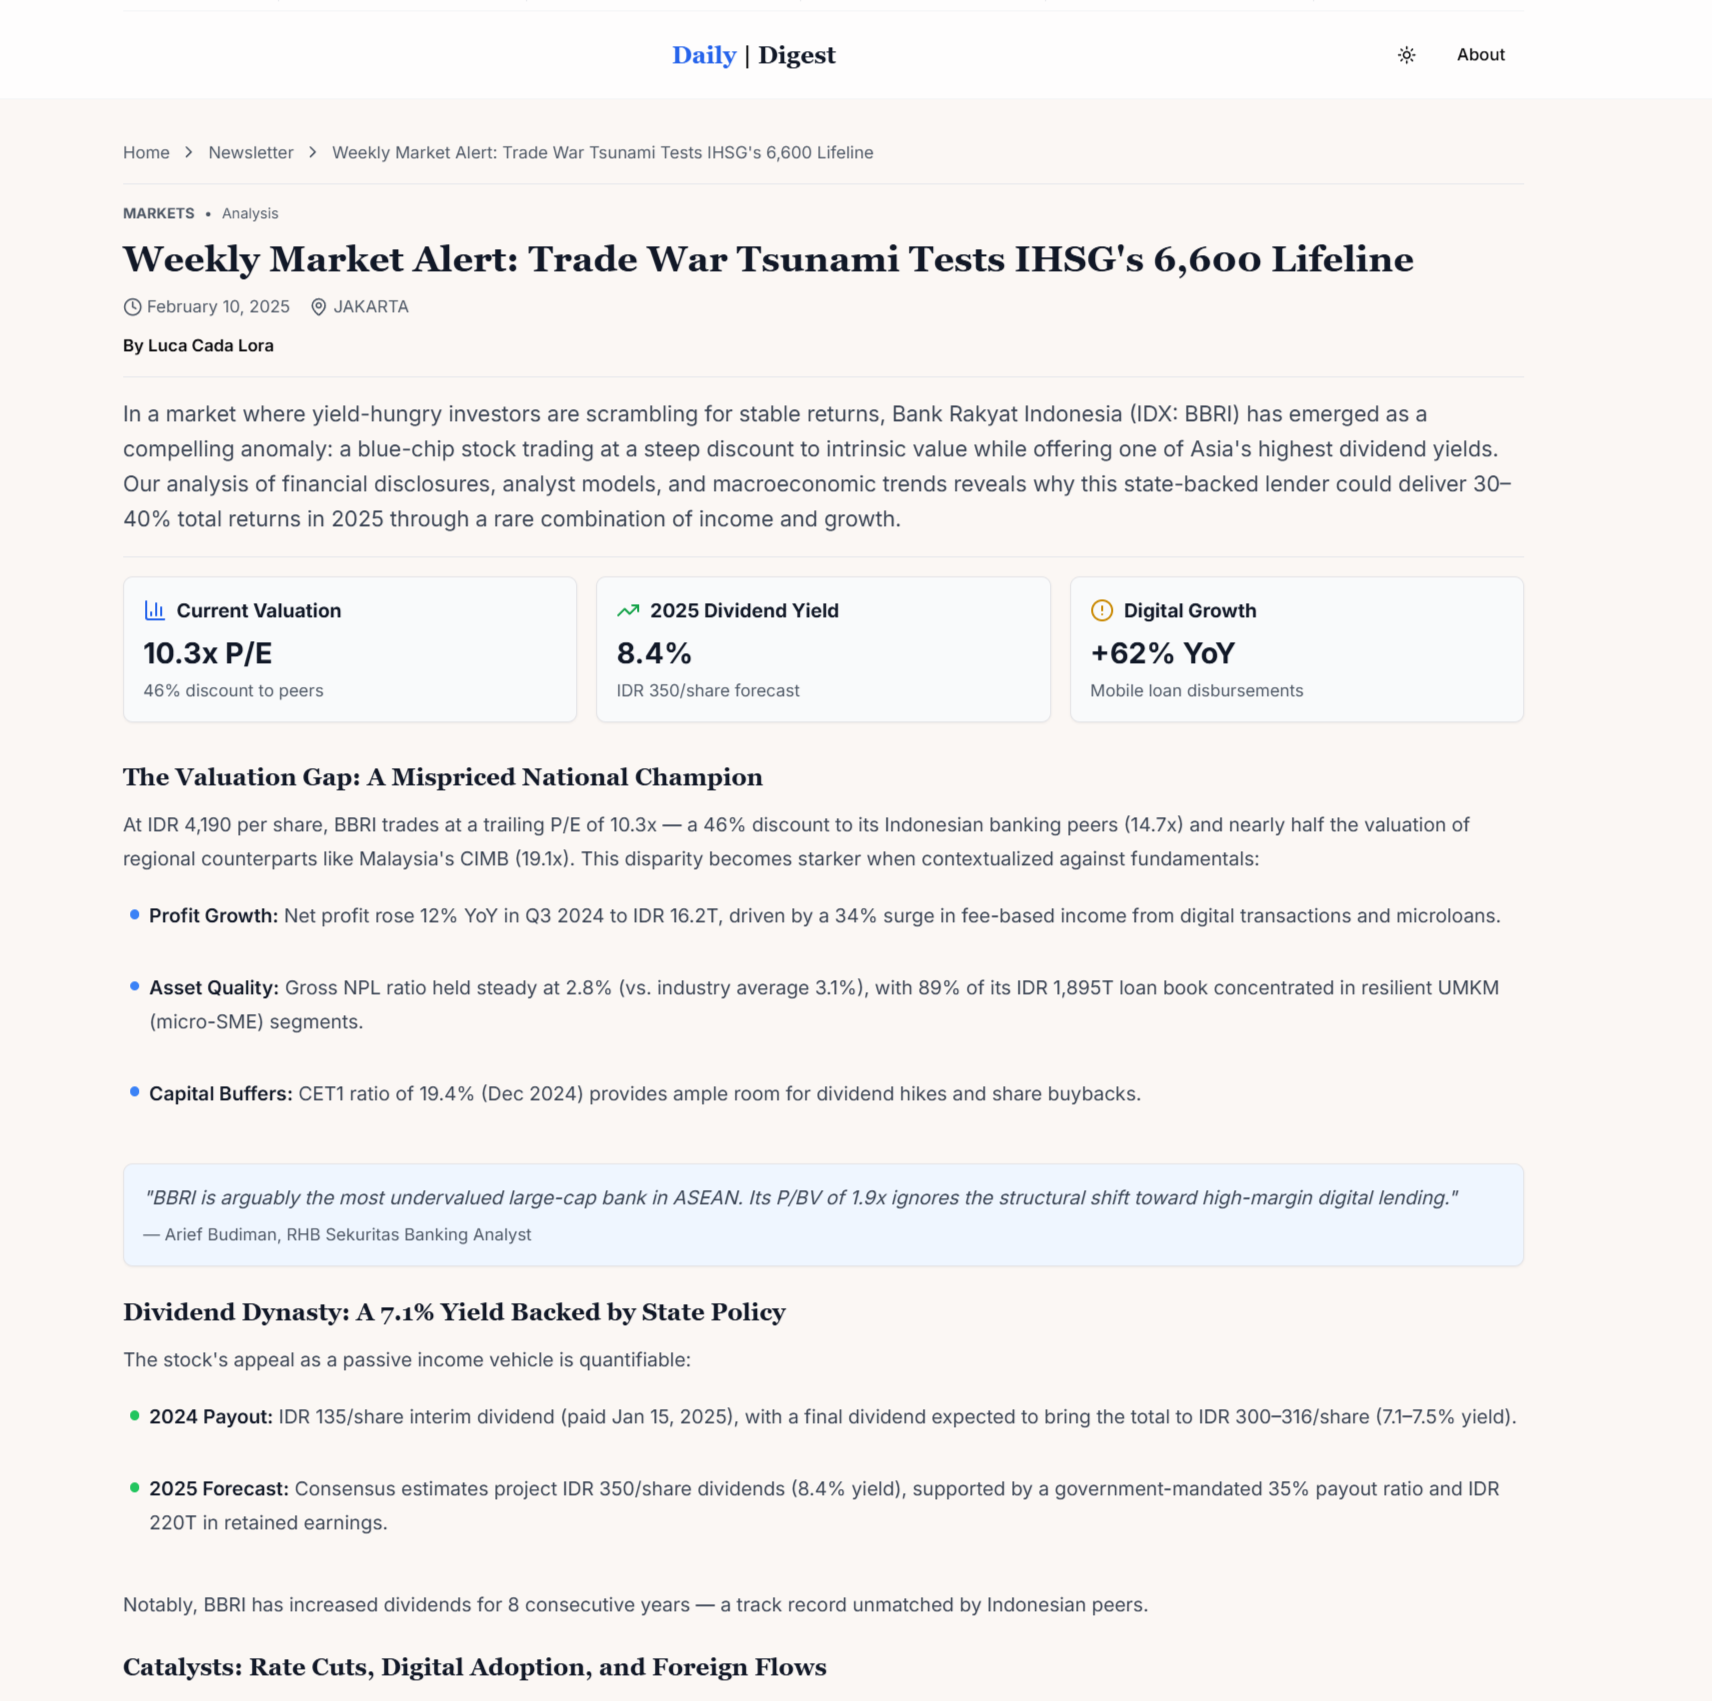 Daily | Digest
About
Home > Newsletter > Weekly Market Alert: Trade War Tsunami Tests IHSG's 6,600 Lifeline
MARKETS • Analysis
Weekly Market Alert: Trade War Tsunami Tests IHSG's 6,600 Lifeline
February 10, 2025 JAKARTA
By Luca Cada Lora
In a market where yield-hungry investors are scrambling for stable returns, Bank Rakyat Indonesia (IDX: BBRI) has emerged as a
compelling anomaly: a blue-chip stock trading at a steep discount to intrinsic value while offering one of Asia's highest dividend yields.
Our analysis of financial disclosures, analyst models, and macroeconomic trends reveals why this state-backed lender could deliver 30–
40% total returns in 2025 through a rare combination of income and growth.
Current Valuation
10.3x P/E
46% discount to peers
2025 Dividend Yield
8.4%
IDR 350/share forecast
Digital Growth
+62% YoY
Mobile loan disbursements
The Valuation Gap: A Mispriced National Champion
At IDR 4,190 per share, BBRI trades at a trailing P/E of 10.3x — a 46% discount to its Indonesian banking peers (14.7x) and nearly half the valuation of
regional counterparts like Malaysia's CIMB (19.1x). This disparity becomes starker when contextualized against fundamentals:
• Profit Growth: Net profit rose 12% YoY in Q3 2024 to IDR 16.2T, driven by a 34% surge in fee-based income from digital transactions and microloans.
• Asset Quality: Gross NPL ratio held steady at 2.8% (vs. industry average 3.1%), with 89% of its IDR 1,895T loan book concentrated in resilient UMKM
(micro-SME) segments.
• Capital Buffers: CET1 ratio of 19.4% (Dec 2024) provides ample room for dividend hikes and share buybacks.
"BBRI is arguably the most undervalued large-cap bank in ASEAN. Its P/BV of 1.9x ignores the structural shift toward high-margin digital lending."
— Arief Budiman, RHB Sekuritas Banking Analyst
Dividend Dynasty: A 7.1% Yield Backed by State Policy
The stock's appeal as a passive income vehicle is quantifiable:
• 2024 Payout: IDR 135/share interim dividend (paid Jan 15, 2025), with a final dividend expected to bring the total to IDR 300–316/share (7.1–7.5% yield).
• 2025 Forecast: Consensus estimates project IDR 350/share dividends (8.4% yield), supported by a government-mandated 35% payout ratio and IDR
220T in retained earnings.
Notably, BBRI has increased dividends for 8 consecutive years — a track record unmatched by Indonesian peers.
Catalysts: Rate Cuts, Digital Adoption, and Foreign Flows